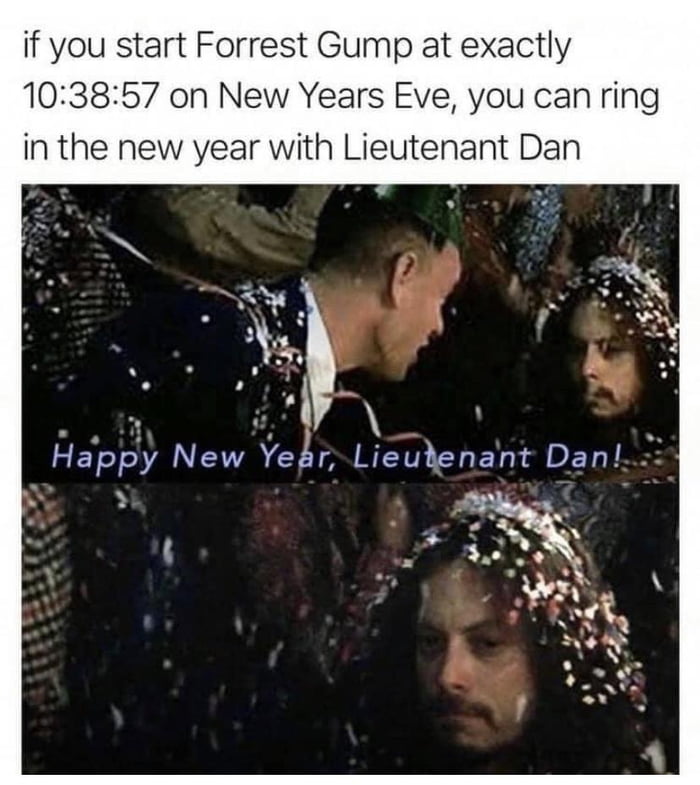 if you start Forrest Gump at exactly
10:38:57 on New Years Eve, you can ring
in the new year with Lieutenant Dan
Happy New Year, Lieutenant Dan!